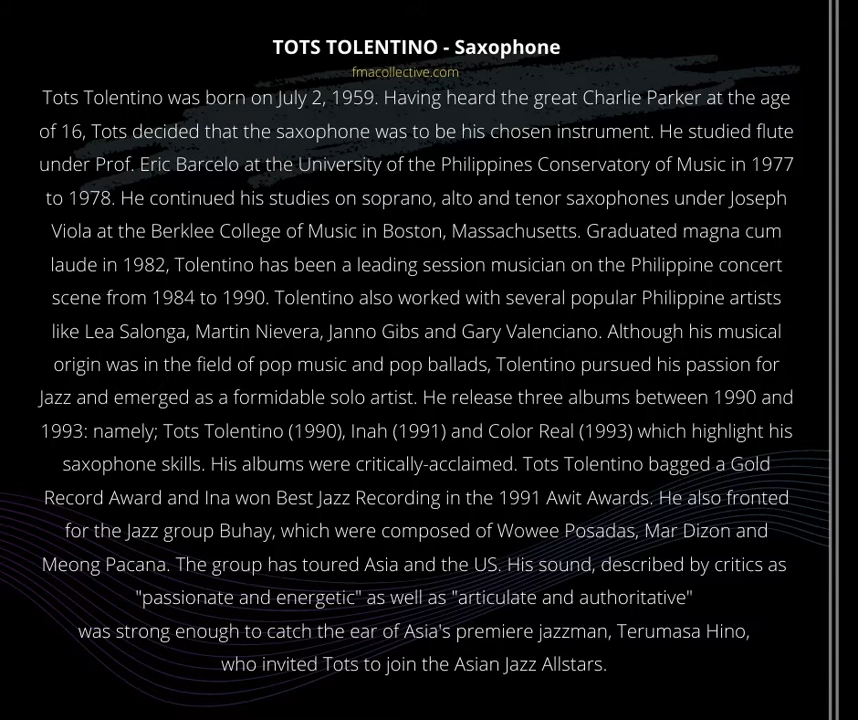 TOTS TOLENTINO - Saxophone
fmacollective.com
Tots Tolentino was born on July 2, 1959. Having heard the great Charlie Parker at the age
of 16, Tots decided that the saxophone was to be his chosen instrument. He studied flute
under Prof. Eric Barcelo at the University of the Philippines Conservatory of Music in 1977
to 1978. He continued his studies on soprano, alto and tenor saxophones under Joseph
Viola at the Berklee College of Music in Boston, Massachusetts. Graduated magna cum
laude in 1982, Tolentino has been a leading session musician on the Philippine concert
scene from 1984 to 1990. Tolentino also worked with several popular Philippine artists
like Lea Salonga, Martin Nievera, Janno Gibs and Gary Valenciano. Although his musical
origin was in the field of pop music and pop ballads, Tolentino pursued his passion for
Jazz and emerged as a formidable solo artist. He release three albums between 1990 and
1993: namely; Tots Tolentino (1990), Inah (1991) and Color Real (1993) which highlight his
saxophone skills. His albums were critically-acclaimed. Tots Tolentino bagged a Gold
Record Award and Ina won Best Jazz Recording in the 1991 Awit Awards. He also fronted
for the Jazz group Buhay, which were composed of Wowee Posadas, Mar Dizon and
Meong Pacana. The group has toured Asia and the US. His sound, described by critics as
"passionate and energetic" as well as "articulate and authoritative"
was strong enough to catch the ear of Asia's premiere jazzman, Terumasa Hino,
who invited Tots to join the Asian Jazz Allstars.